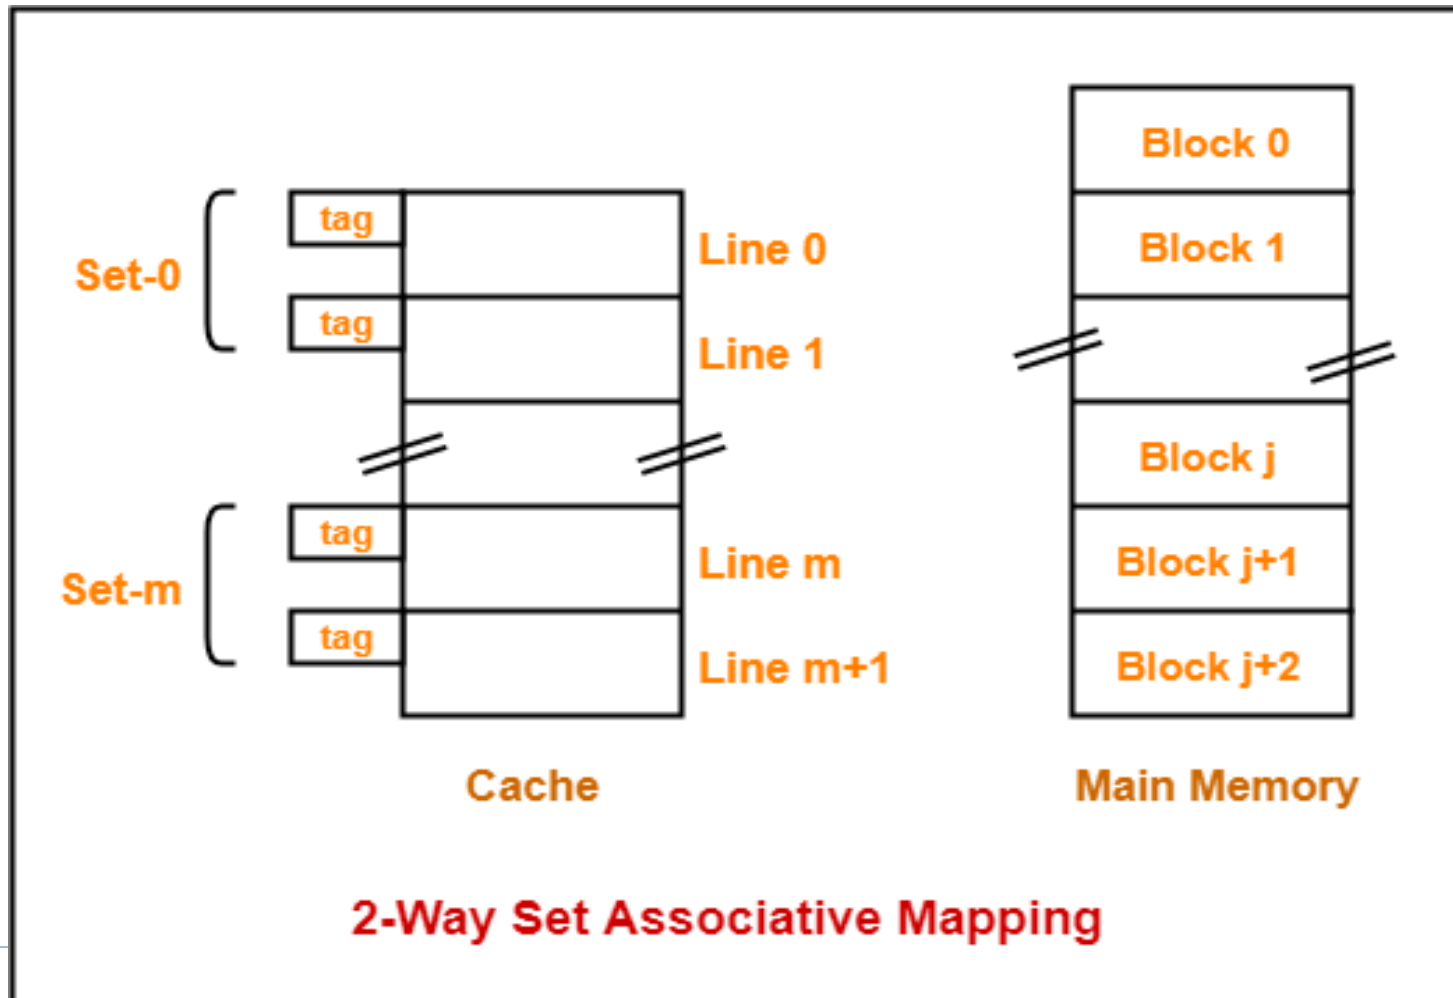 Set-0
tag
Line 0
tag
Line 1
Set-m
tag
Line m
tag
Line m+1
Cache
Block 0
Block 1
Block j
Block j+1
Block j+2
Main Memory
2-Way Set Associative Mapping